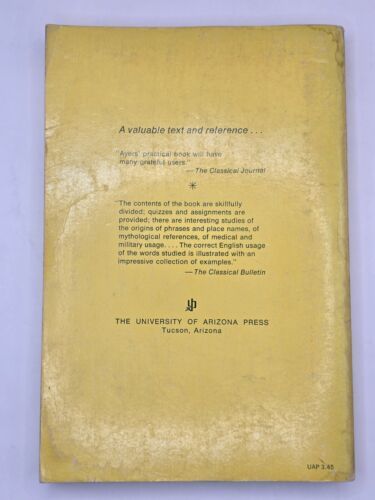 A valuable text and reference . . .
"Ayers' practical book will have
many grateful users."
—The Classical Journal
*
"The contents of the book are skillfully
divided; quizzes and assignments are
provided; there are interesting studies of
the origins of phrases and place names, of
mythological references, of medical and
military usage. . . . The correct English usage
of the words studied is illustrated with an
impressive collection of examples."
—The Classical Bulletin
THE UNIVERSITY OF ARIZONA PRESS
Tucson, Arizona
UAP 3.45